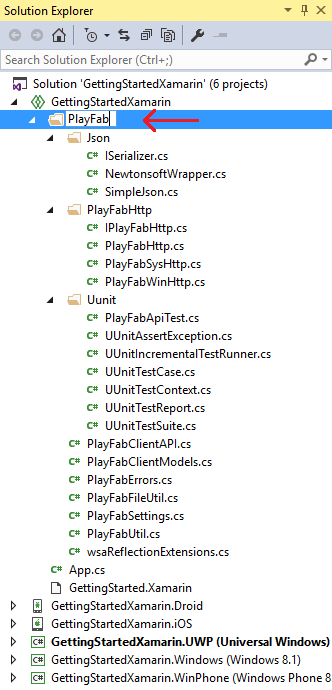 Solution Explorer
Search Solution Explorer (Ctrl+;)
Solution 'GettingStartedXamarin' (6 projects)
GettingStartedXamarin
PlayFab
Json
ISerializer.cs
NewtonsoftWrapper.cs
SimpleJson.cs
PlayFabHttp
IPlayFabHttp.cs
PlayFabHttp.cs
PlayFabSysHttp.cs
PlayFabWinHttp.cs
Uunit
PlayFabApiTest.cs
UUnitAssertException.cs
UUnitIncrementalTestRunner.cs
UUnitTestCase.cs
UUnitTestContext.cs
UUnitTestReport.cs
UUnitTestSuite.cs
PlayFabClientAPI.cs
PlayFabClientModels.cs
PlayFabErrors.cs
PlayFabFileUtil.cs
PlayFabSettings.cs
PlayFabUtil.cs
wsaReflectionExtensions.cs
App.cs
GettingStarted.Xamarin
GettingStartedXamarin.Droid
GettingStartedXamarin.iOS
GettingStartedXamarin.UWP (Universal Windows)
GettingStartedXamarin.Windows (Windows 8.1)
GettingStartedXamarin.WinPhone (Windows Phone 8.